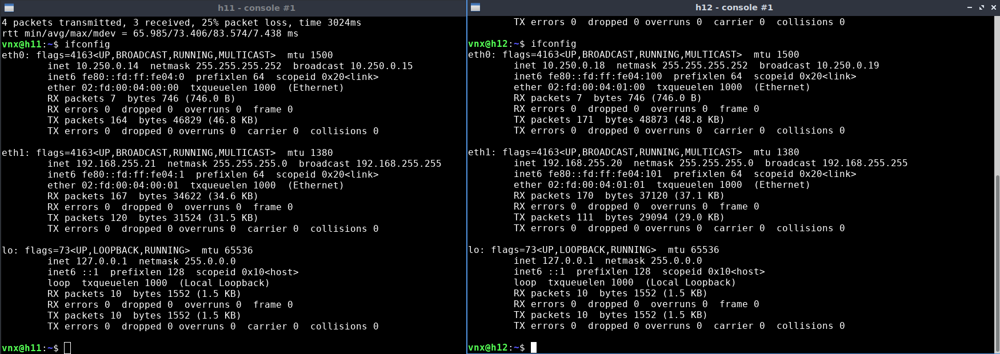 h11 - console #1
4 packets transmitted, 3 received, 25% packet loss, time 3024ms
rtt min/avg/max/mdev = 65.985/73.406/83.574/7.438 ms
vnx@h11:~$ ifconfig
eth0: flags=4163<UP,BROADCAST,RUNNING,MULTICAST>  mtu 1500
        inet 10.250.0.14  netmask 255.255.255.252  broadcast 10.250.0.15
        inet6 fe80::fd:ff:fe04:0  prefixlen 64  scopeid 0x20<link>
        ether 02:fd:00:04:00:00  txqueuelen 1000  (Ethernet)
        RX packets 7  bytes 746 (746.0 B)
        RX errors 0  dropped 0  overruns 0  frame 0
        TX packets 164  bytes 46829 (46.8 KB)
        TX errors 0  dropped 0 overruns 0  carrier 0  collisions 0

eth1: flags=4163<UP,BROADCAST,RUNNING,MULTICAST>  mtu 1380
        inet 192.168.255.21  netmask 255.255.255.0  broadcast 192.168.255.255
        inet6 fe80::fd:ff:fe04:1  prefixlen 64  scopeid 0x20<link>
        ether 02:fd:00:04:00:01  txqueuelen 1000  (Ethernet)
        RX packets 167  bytes 34622 (34.6 KB)
        RX errors 0  dropped 0  overruns 0  frame 0
        TX packets 120  bytes 31524 (31.5 KB)
        TX errors 0  dropped 0 overruns 0  carrier 0  collisions 0

lo: flags=73<UP,LOOPBACK,RUNNING>  mtu 65536
        inet 127.0.0.1  netmask 255.0.0.0
        inet6 ::1  prefixlen 128  scopeid 0x10<host>
        loop  txqueuelen 1000  (Local Loopback)
        RX packets 10  bytes 1552 (1.5 KB)
        RX errors 0  dropped 0  overruns 0  frame 0
        TX packets 10  bytes 1552 (1.5 KB)
        TX errors 0  dropped 0 overruns 0  carrier 0  collisions 0

vnx@h11:~$
h12 - console #1
        TX errors 0  dropped 0 overruns 0  carrier 0  collisions 0

vnx@h12:~$ ifconfig
eth0: flags=4163<UP,BROADCAST,RUNNING,MULTICAST>  mtu 1500
        inet 10.250.0.18  netmask 255.255.255.252  broadcast 10.250.0.19
        inet6 fe80::fd:ff:fe04:100  prefixlen 64  scopeid 0x20<link>
        ether 02:fd:00:04:01:00  txqueuelen 1000  (Ethernet)
        RX packets 7  bytes 746 (746.0 B)
        RX errors 0  dropped 0  overruns 0  frame 0
        TX packets 171  bytes 48873 (48.8 KB)
        TX errors 0  dropped 0 overruns 0  carrier 0  collisions 0

eth1: flags=4163<UP,BROADCAST,RUNNING,MULTICAST>  mtu 1380
        inet 192.168.255.20  netmask 255.255.255.0  broadcast 192.168.255.255
        inet6 fe80::fd:ff:fe04:101  prefixlen 64  scopeid 0x20<link>
        ether 02:fd:00:04:01:01  txqueuelen 1000  (Ethernet)
        RX packets 170  bytes 37120 (37.1 KB)
        RX errors 0  dropped 0  overruns 0  frame 0
        TX packets 111  bytes 29094 (29.0 KB)
        TX errors 0  dropped 0 overruns 0  carrier 0  collisions 0

lo: flags=73<UP,LOOPBACK,RUNNING>  mtu 65536
        inet 127.0.0.1  netmask 255.0.0.0
        inet6 ::1  prefixlen 128  scopeid 0x10<host>
        loop  txqueuelen 1000  (Local Loopback)
        RX packets 10  bytes 1552 (1.5 KB)
        RX errors 0  dropped 0  overruns 0  frame 0
        TX packets 10  bytes 1552 (1.5 KB)
        TX errors 0  dropped 0 overruns 0  carrier 0  collisions 0

vnx@h12:~$